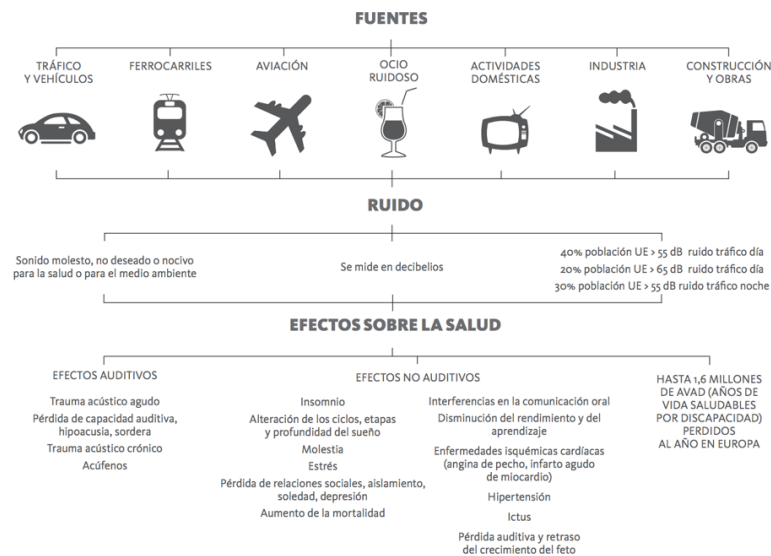 FUENTES
TRÁFICO
Y VEHÍCULOS
FERROCARRILES
AVIACIÓN
OCIO
RUIDOSO
ACTIVIDADES
DOMÉSTICAS
INDUSTRIA
CONSTRUCCIÓN
Y OBRAS
RUIDO
Sonido molesto, no deseado o nocivo
para la salud o para el medio ambiente
Se mide en decibelios
40% población UE > 55 dB ruido tráfico día
20% población UE > 65 dB ruido tráfico día
30% población UE > 55 dB ruido tráfico noche
EFECTOS SOBRE LA SALUD
EFECTOS AUDITIVOS
Trauma acústico agudo
Pérdida de capacidad auditiva,
hipoacusia, sordera
Trauma acústico crónico
Acúfenos
EFECTOS NO AUDITIVOS
Insomnio
Alteración de los ciclos, etapas
y profundidad del sueño
Molestia
Estrés
Pérdida de relaciones sociales, aislamiento,
soledad, depresión
Aumento de la mortalidad
Interferencias en la comunicación oral
Disminución del rendimiento y del
aprendizaje
Enfermedades isquémicas cardíacas
(angina de pecho, infarto agudo
de miocardio)
Hipertensión
Ictus
Pérdida auditiva y retraso
del crecimiento del feto
HASTA 1,6 MILLONES
DE AVAD (AÑOS DE
VIDA SALUDABLES
POR DISCAPACIDAD)
PERDIDOS
AL AÑO EN EUROPA